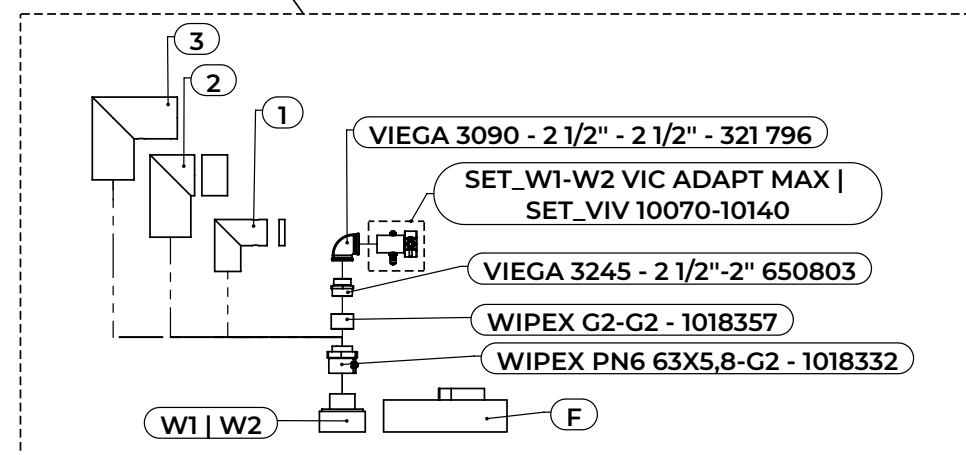 3
2
1
VIEGA 3090 - 2 1/2" - 2 1/2" - 321 796
SET_W1-W2 VIC ADAPT MAX |
SET_VIV 10070-10140
VIEGA 3245 - 2 1/2"-2" 650803
WIPEX G2-G2 - 1018357
WIPEX PN6 63X5,8-G2 - 1018332
W1 | W2
F